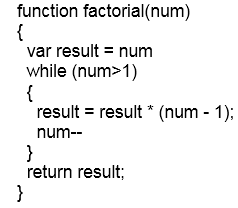 function factorial(num)
{
var result = num
while (num>1)
{
result = result * (num - 1);
num--
}
return result;
}